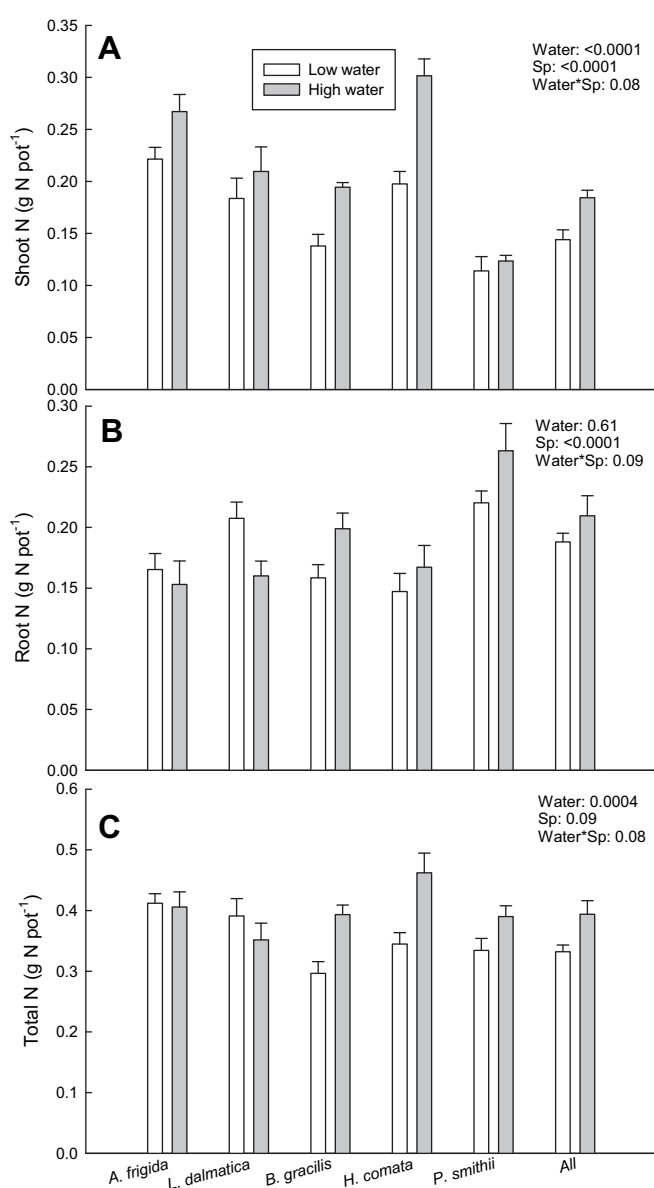 A
Low water
High water
Water: <0.0001
Sp: <0.0001
Water*Sp: 0.08
Shoot N (g N pot-1)
0.35
0.30
0.25
0.20
0.15
0.10
0.05
0.00
B
Water: 0.61
Sp: <0.0001
Water*Sp: 0.09
Root N (g N pot-1)
0.30
0.25
0.20
0.15
0.10
0.05
0.00
C
Water: 0.0004
Sp: 0.09
Water*Sp: 0.08
Total N (g N pot-1)
0.6
0.5
0.4
0.3
0.2
0.1
0.0
A. frigida
L. dalmatica
B. gracilis
H. comata
P. smithii
All